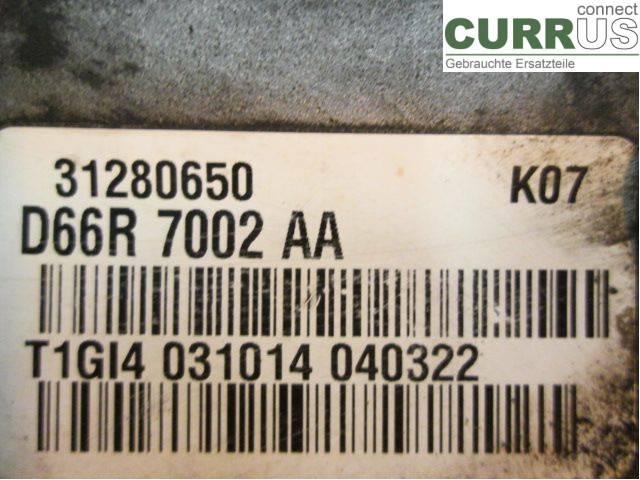 connect
CURRUS
Gebrauchte Ersatzteile
31280650 K07
D66R 7002 AA
T1GI4 031014 040322